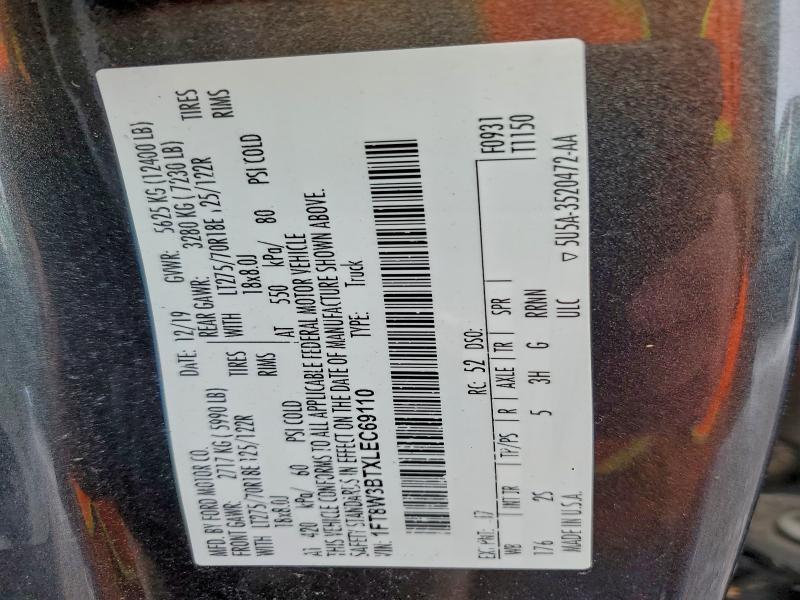 MFD. BY FORD MOTOR CO. DATE: 12/19 GVWR: 5625 KG (12400 LB)
FRONT GAWR: 2717 KG (5990 LB) REAR GAWR: 3280 KG (7230 LB)
WITH LT275/70R18E 125/122R TIRES WITH LT275/70R18E 125/122R TIRES
18x8.0J RIMS 18x8.0J RIMS
AT 420 kPa/ 60 PSI COLD AT 550 kPa/ 80 PSI COLD
THIS VEHICLE CONFORMS TO ALL APPLICABLE FEDERAL MOTOR VEHICLE
SAFETY STANDARDS IN EFFECT ON THE DATE OF MANUFACTURE SHOWN ABOVE.
VIN: 1FT8W3BTXLEC69110 TYPE: Truck
F0931
T1150
EXT PNT: RC: 52 DSO:
WB INT TR TP/PS R AXLE TR SPR
176 2S 5 3H G RRNN
MADE IN U.S.A. ULC ▽ 5U5A-3520472-AA